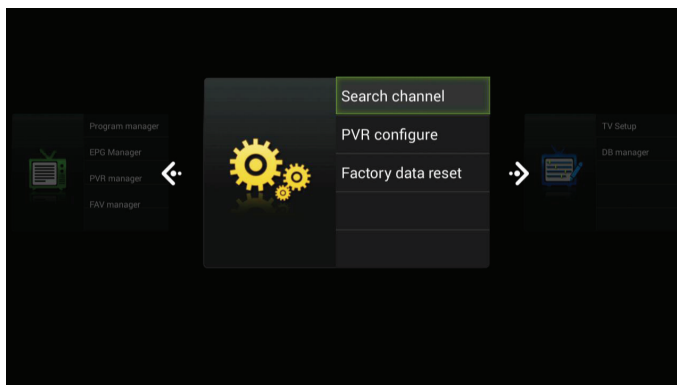 Program manager
EPG Manager
PVR manager
FAV manager
Search channel
PVR configure
Factory data reset
TV Setup
DB manager